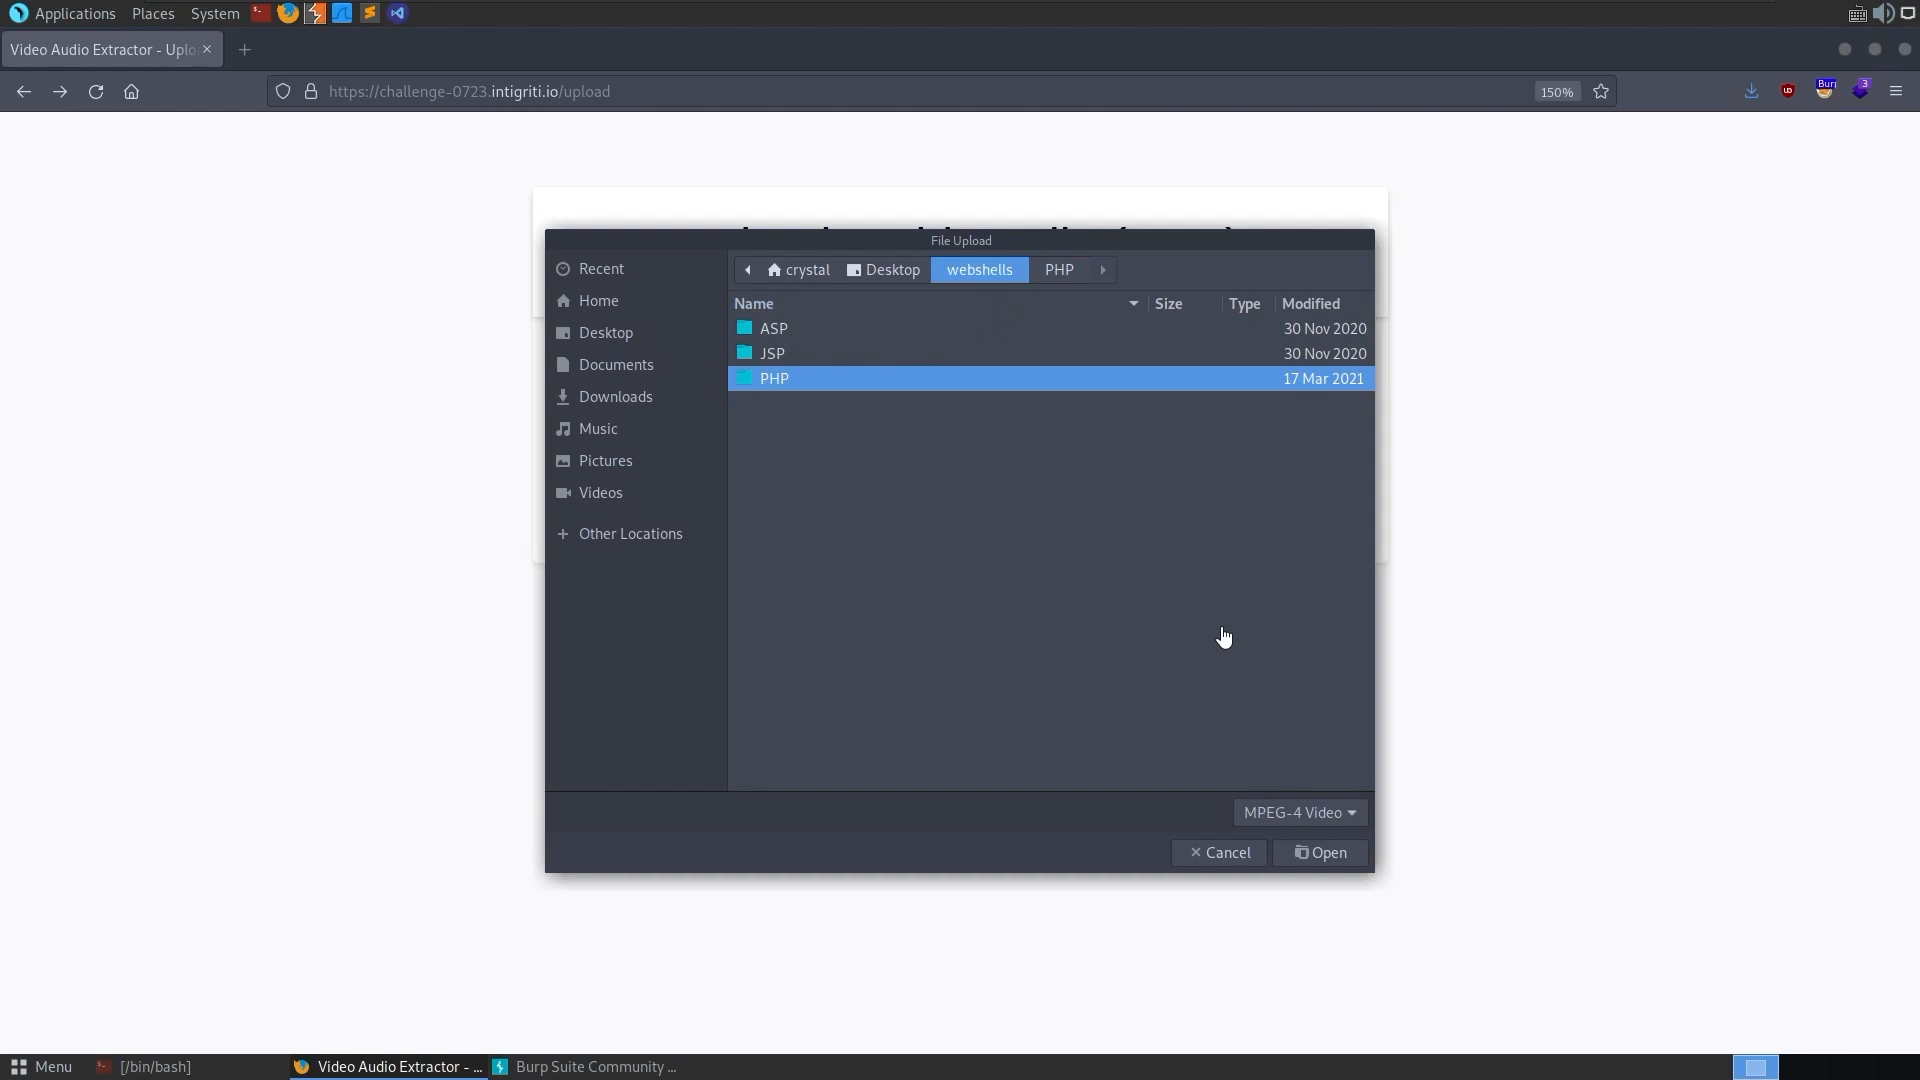 Applications Places System
Video Audio Extractor - Uplo
https://challenge-0723.intigriti.io/upload
150%
Burp
3
File Upload
Recent
crystal Desktop webshells PHP
Home
Name Size Type Modified
ASP 30 Nov 2020
Desktop
JSP 30 Nov 2020
Documents
PHP 17 Mar 2021
Downloads
Music
Pictures
Videos
Other Locations
MPEG-4 Video
Cancel Open
Menu [/bin/bash] Video Audio Extractor - ... Burp Suite Community ...